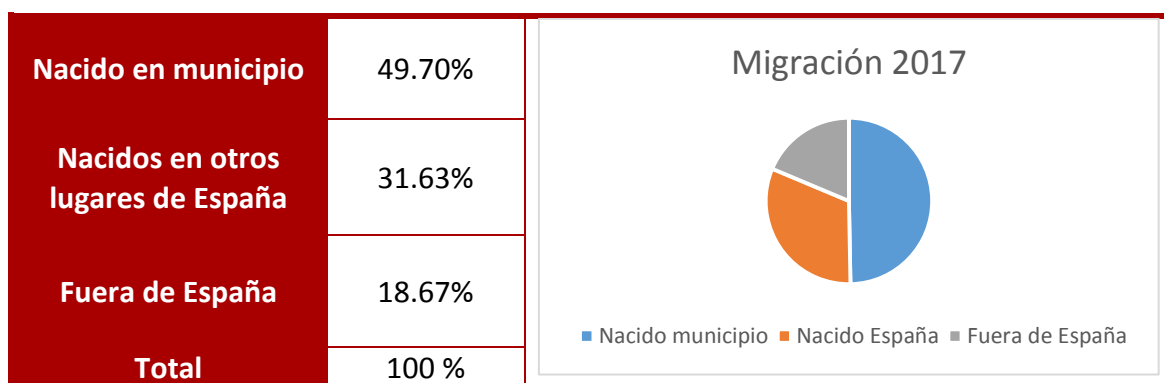 Nacido en municipio
49.70%
Nacidos en otros
lugares de España
31.63%
Fuera de España
18.67%
Total
100 %
Migración 2017
Nacido municipio
Nacido España
Fuera de España